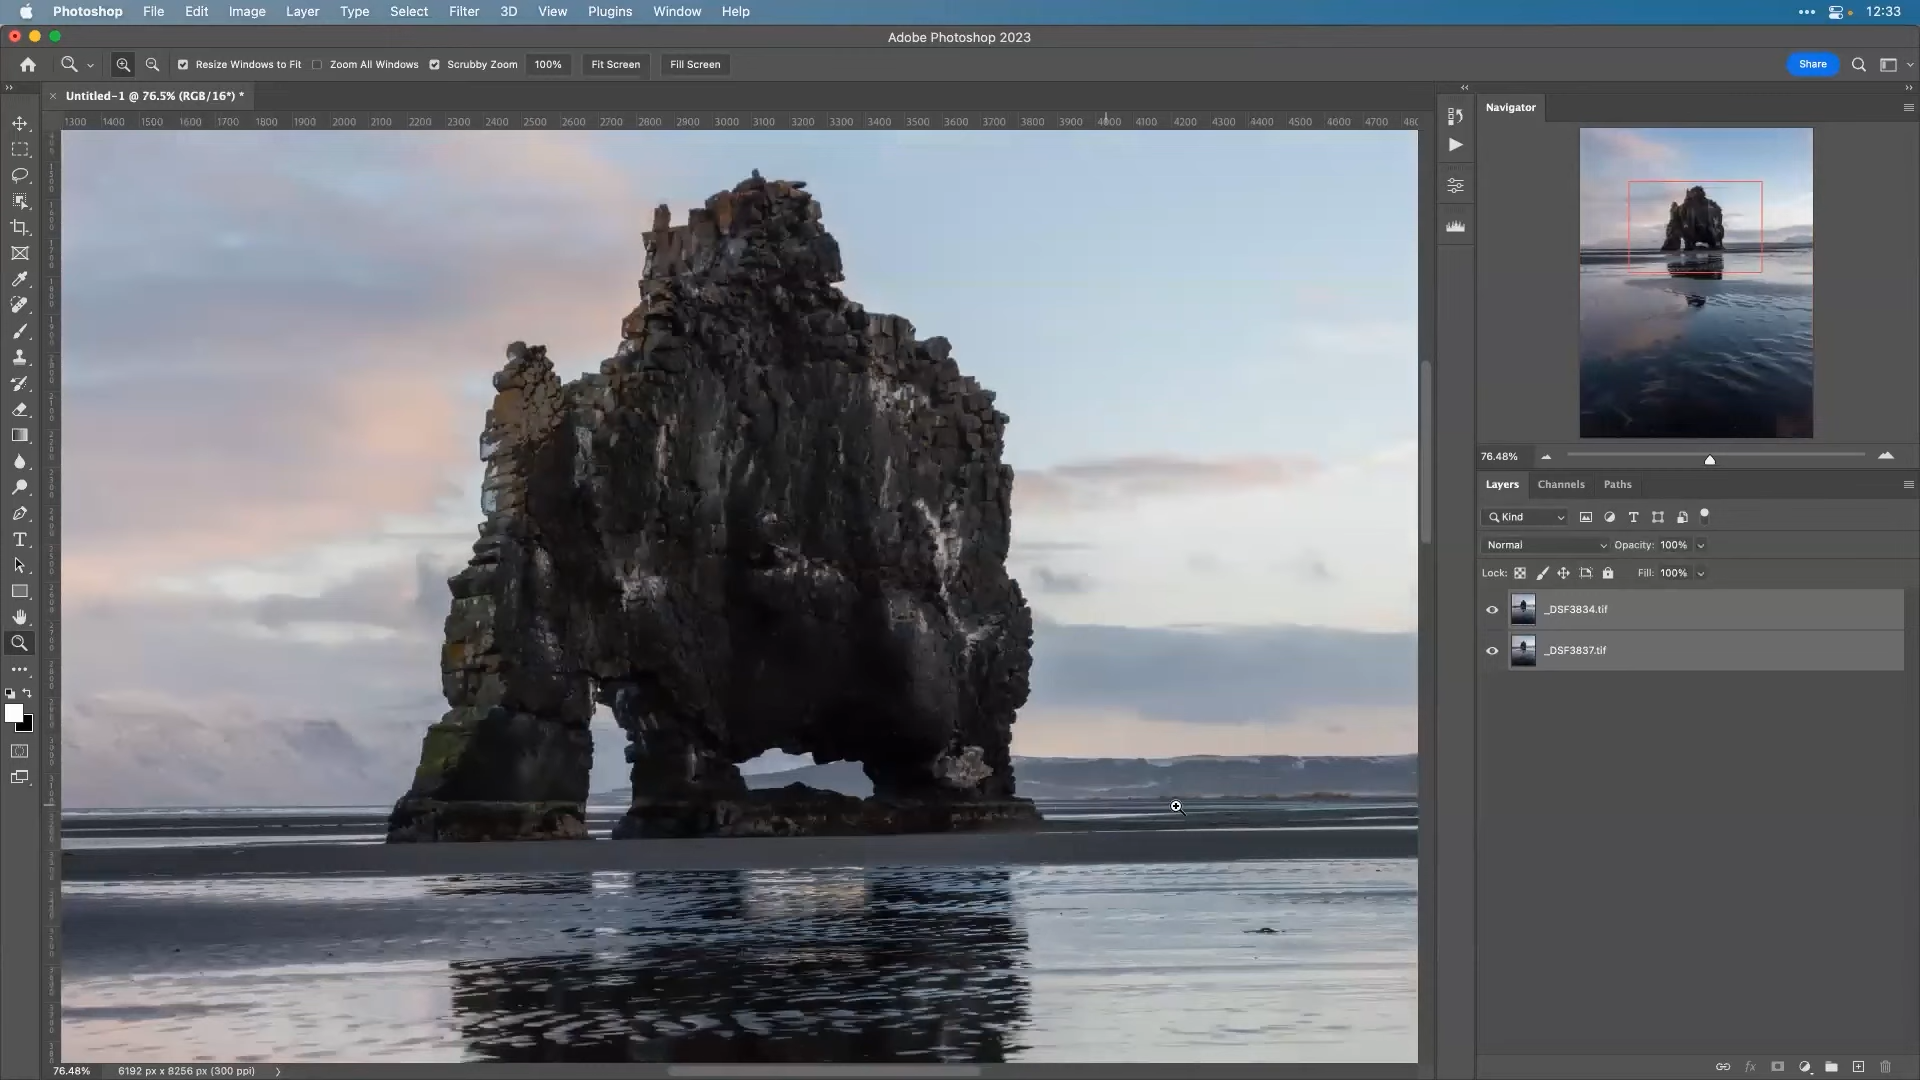 Photoshop File Edit Image Layer Type Select Filter 3D View Plugins Window Help 12:33
Adobe Photoshop 2023
Resize Windows to Fit Zoom All Windows Scrubby Zoom 100% Fit Screen Fill Screen Share
Untitled-1 @ 76.5% (RGB/16*) *
Navigator
1300 1400 1500 1600 1700 1800 1900 2000 2100 2200 2300 2400 2500 2600 2700 2800 2900 3000 3100 3200 3300 3400 3500 3600 3700 3800 3900 4000 4100 4200 4300 4400 4500 4600 4700
76.48%
Layers Channels Paths
Kind
Normal Opacity: 100%
Lock: Fill: 100%
_DSF3834.tif
_DSF3837.tif
76.48% 6192 px x 8256 px (300 ppi)